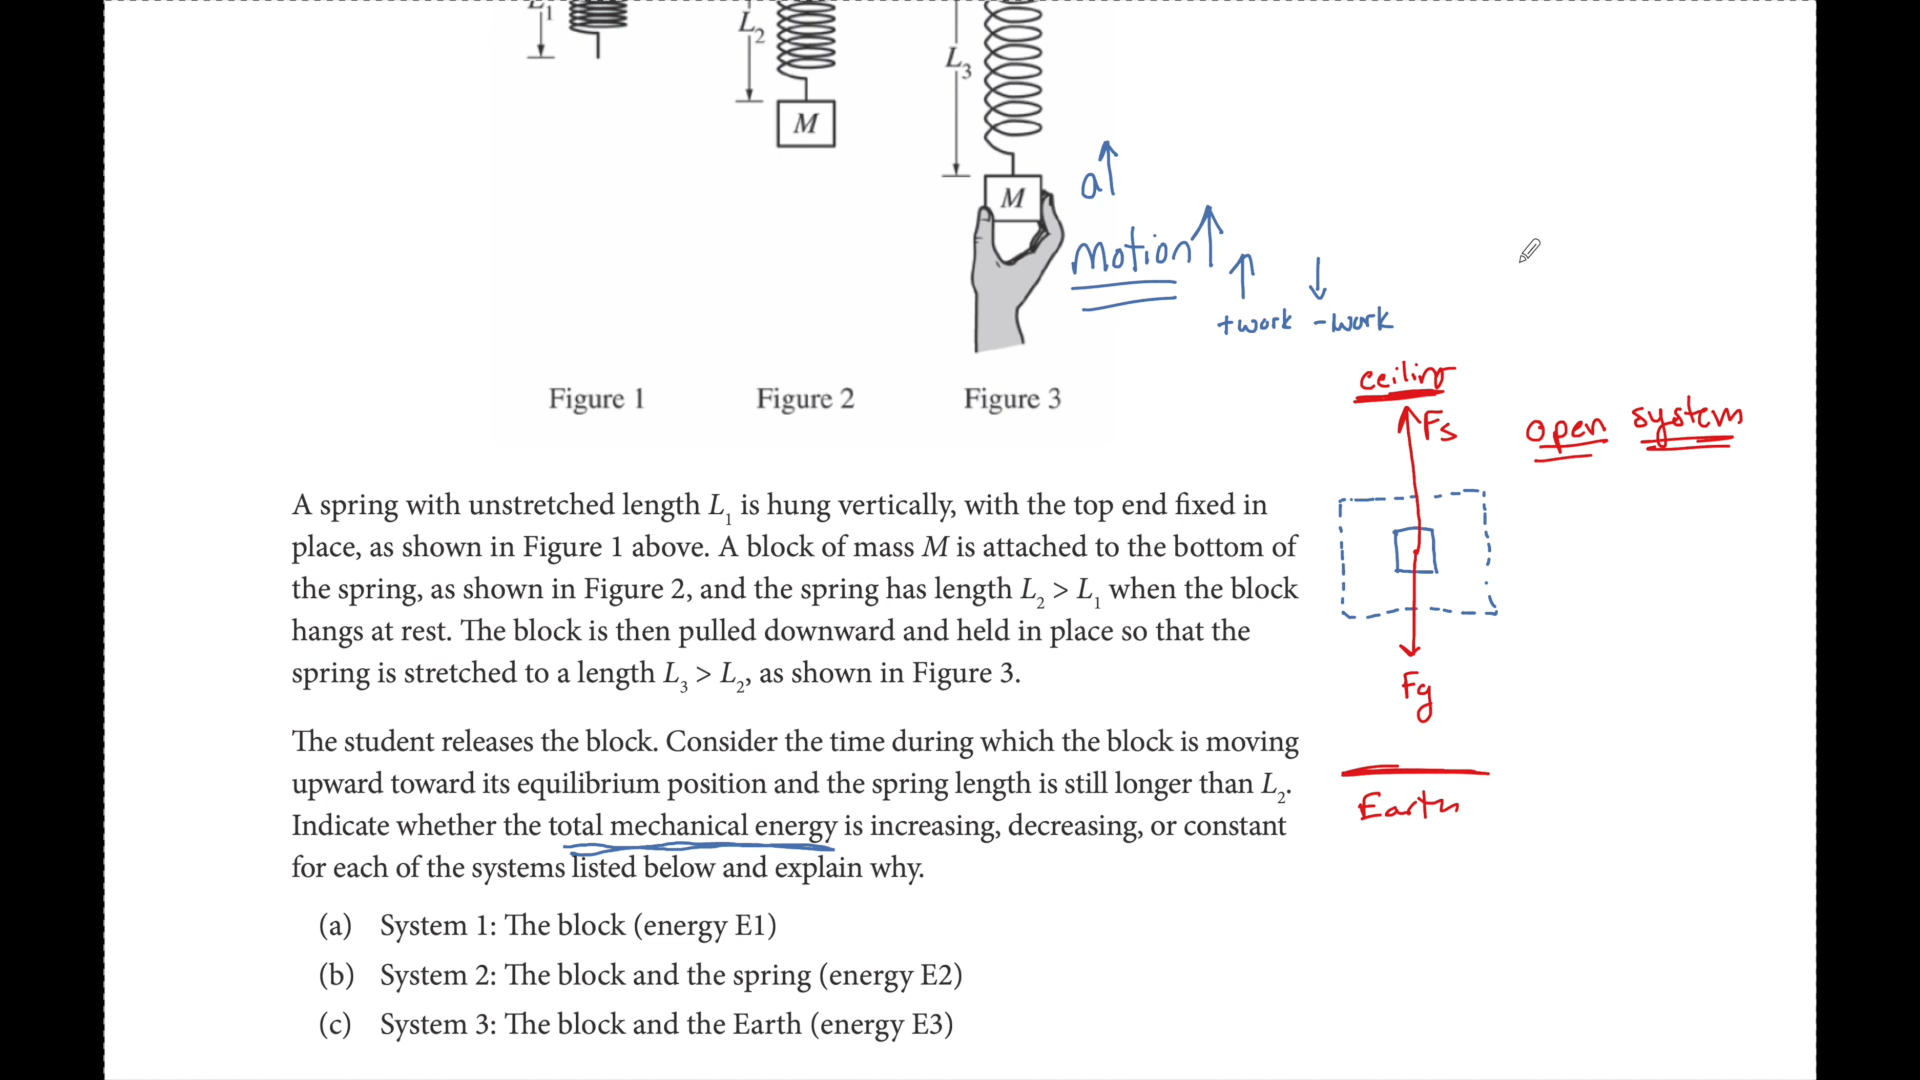 L1
L2
L3
M
M
a
Motion
+work -work
Figure 1 Figure 2 Figure 3
ceiling
Fs
open system
A spring with unstretched length L1 is hung vertically, with the top end fixed in
place, as shown in Figure 1 above. A block of mass M is attached to the bottom of
the spring, as shown in Figure 2, and the spring has length L2 > L1 when the block
hangs at rest. The block is then pulled downward and held in place so that the
spring is stretched to a length L3 > L2, as shown in Figure 3.
Fg
The student releases the block. Consider the time during which the block is moving
upward toward its equilibrium position and the spring length is still longer than L2.
Indicate whether the total mechanical energy is increasing, decreasing, or constant
for each of the systems listed below and explain why.
Earth
(a) System 1: The block (energy E1)
(b) System 2: The block and the spring (energy E2)
(c) System 3: The block and the Earth (energy E3)